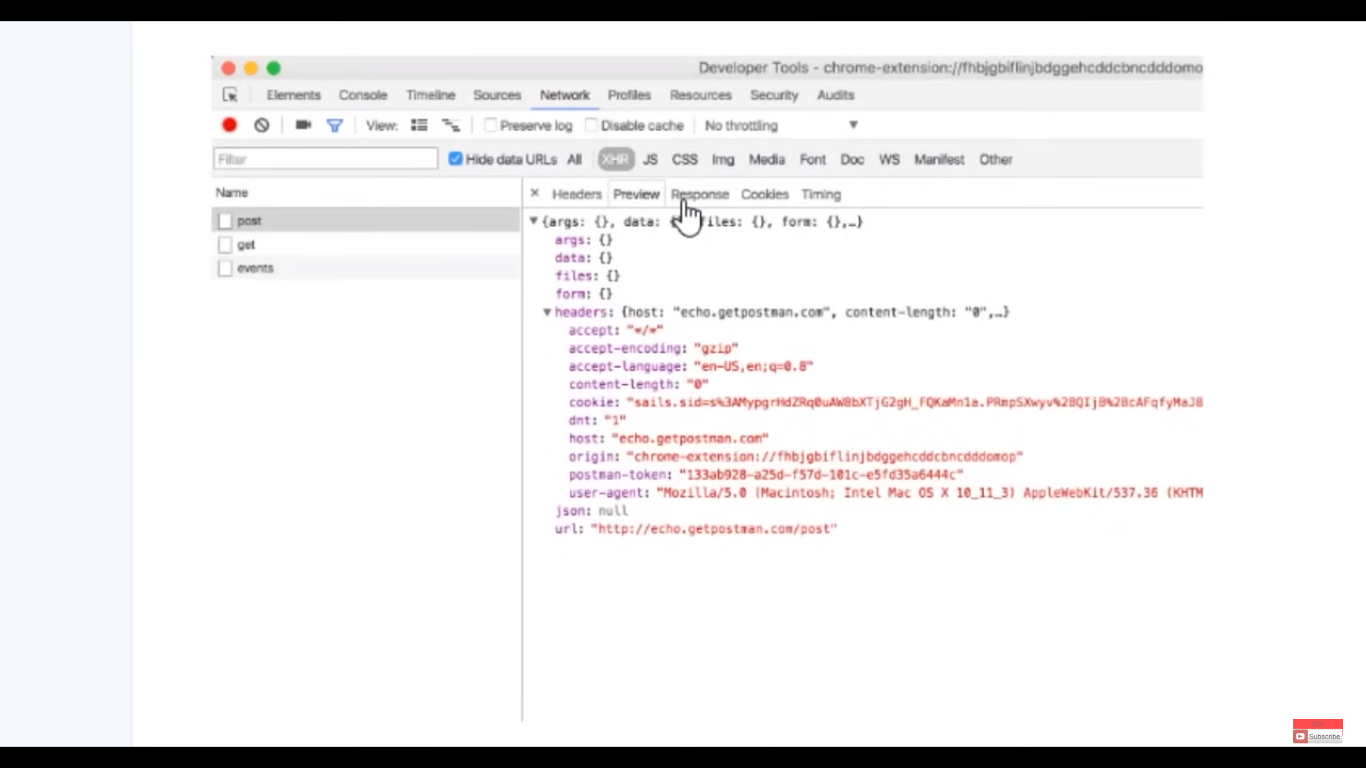 Developer Tools - chrome-extension://fhbjgbiflinjbdggehcddcbncdddomo
Elements Console Timeline Sources Network Profiles Resources Security Audits
View: Preserve log Disable cache No throttling
Filter Hide data URLs All XHR JS CSS Img Media Font Doc WS Manifest Other
Name
post
get
events
× Headers Preview Response Cookies Timing
{args: {}, data: files: {}, form: {},…}
args: {}
data: {}
files: {}
form: {}
headers: {host: "echo.getpostman.com", content-length: "0",…}
accept: "*/*"
accept-encoding: "gzip"
accept-language: "en-US,en;q=0.8"
content-length: "0"
cookie: "sails.sid=s%3AMypgrHdZRq0uAW8bXTjG2gH_FQKaMn1a.PRmpSXwyv%2BQIjB%2BcAFqfyMaJ8
dnt: "1"
host: "echo.getpostman.com"
origin: "chrome-extension://fhbjgbiflinjbdggehcddcbncdddomop"
postman-token: "133ab928-a25d-f57d-101c-e5fd35a6444c"
user-agent: "Mozilla/5.0 (Macintosh; Intel Mac OS X 10_11_3) AppleWebKit/537.36 (KHTM
json: null
url: "http://echo.getpostman.com/post"
Subscribe